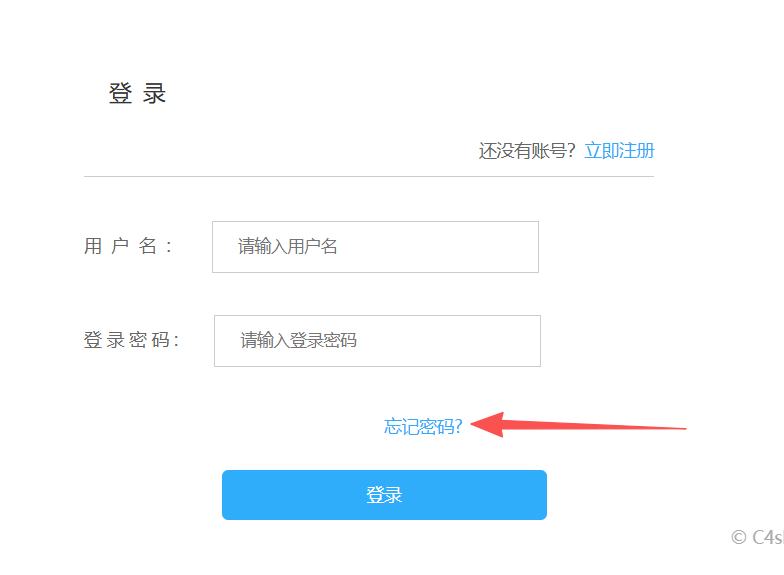 登 录
还没有账号？立即注册
用 户 名 ：
请输入用户名
登 录 密 码：
请输入登录密码
忘记密码?
登录